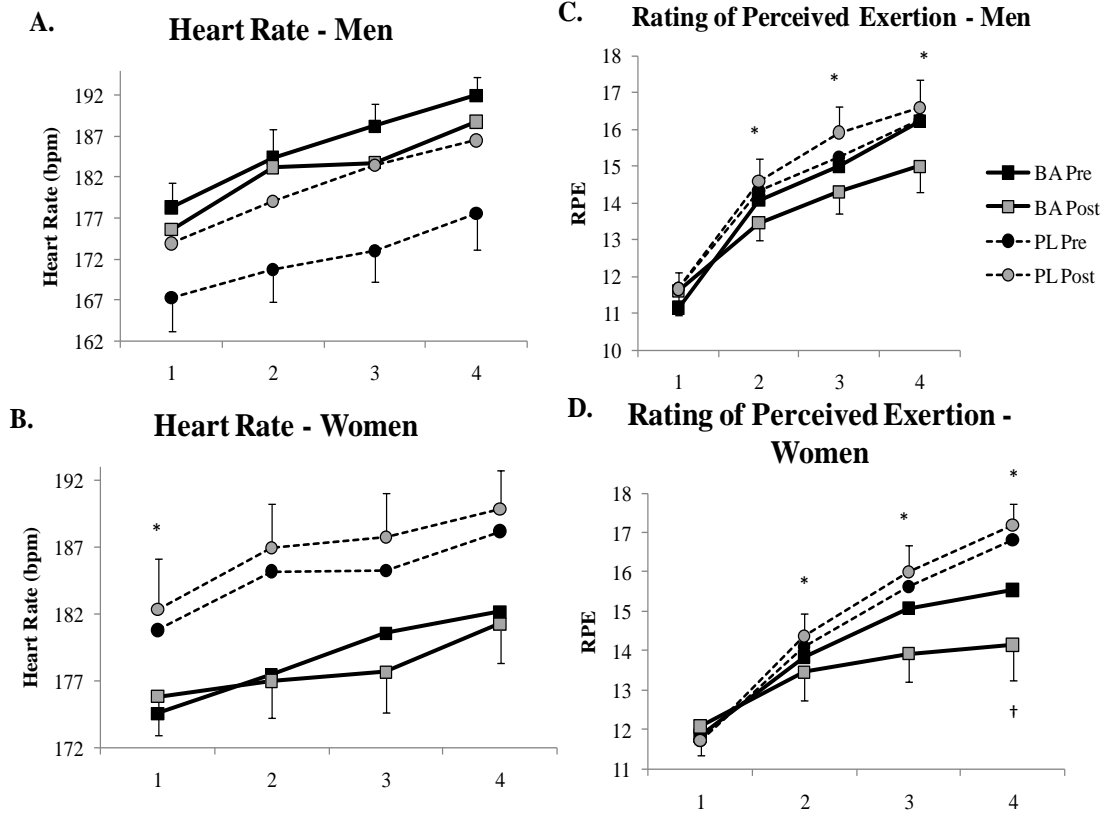 A.
Heart Rate - Men
Heart Rate (bpm)
192
187
182
177
172
167
162
1 2 3 4
C.
Rating of Perceived Exertion - Men
RPE
18
17
16
15
14
13
12
11
10
* * *
1 2 3 4
BA Pre
BA Post
PL Pre
PL Post
B.
Heart Rate - Women
Heart Rate (bpm)
192
187
182
177
172
*
1 2 3 4
D.
Rating of Perceived Exertion -
Women
RPE
18
17
16
15
14
13
12
11
* * *
†
1 2 3 4